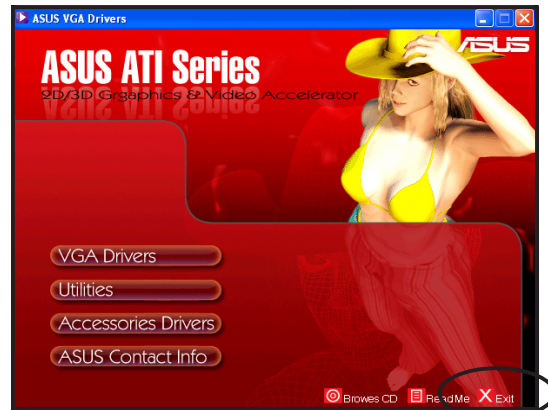 ASUS VGA Drivers
ASUS
ASUS ATI Series
2D/3D Grgaphics & Video Accelerator
VGA Drivers
Utilities
Accessories Drivers
ASUS Contact Info
Browes CD ReadMe X Exit